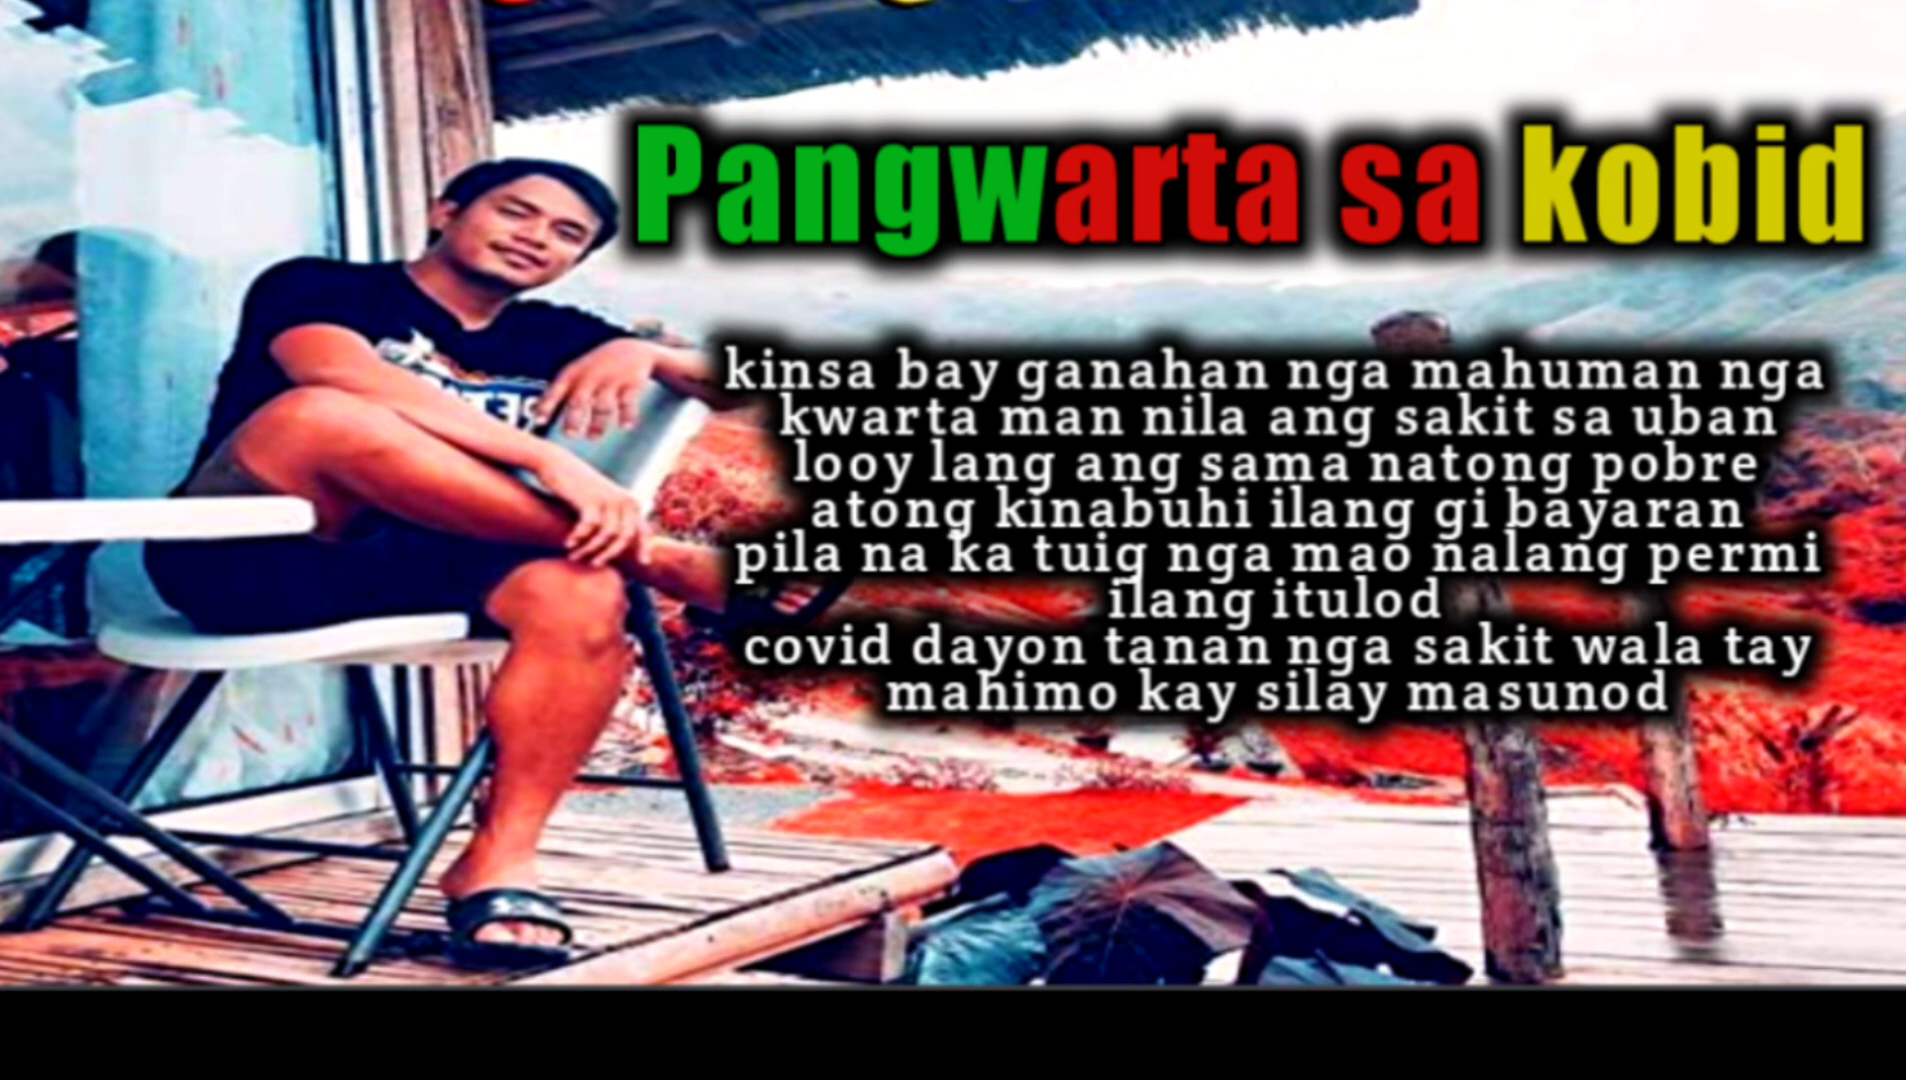 Pangwarta sa kobid
kinsa bay ganahan nga mahuman nga
kwarta man nila ang sakit sa uban
looy lang ang sama natong pobre
atong kinabuhi ilang gi bayaran
pila na ka tuig nga mao nalang permi
ilang itulod
covid dayon tanan nga sakit wala tay
mahimo kay silay masunod